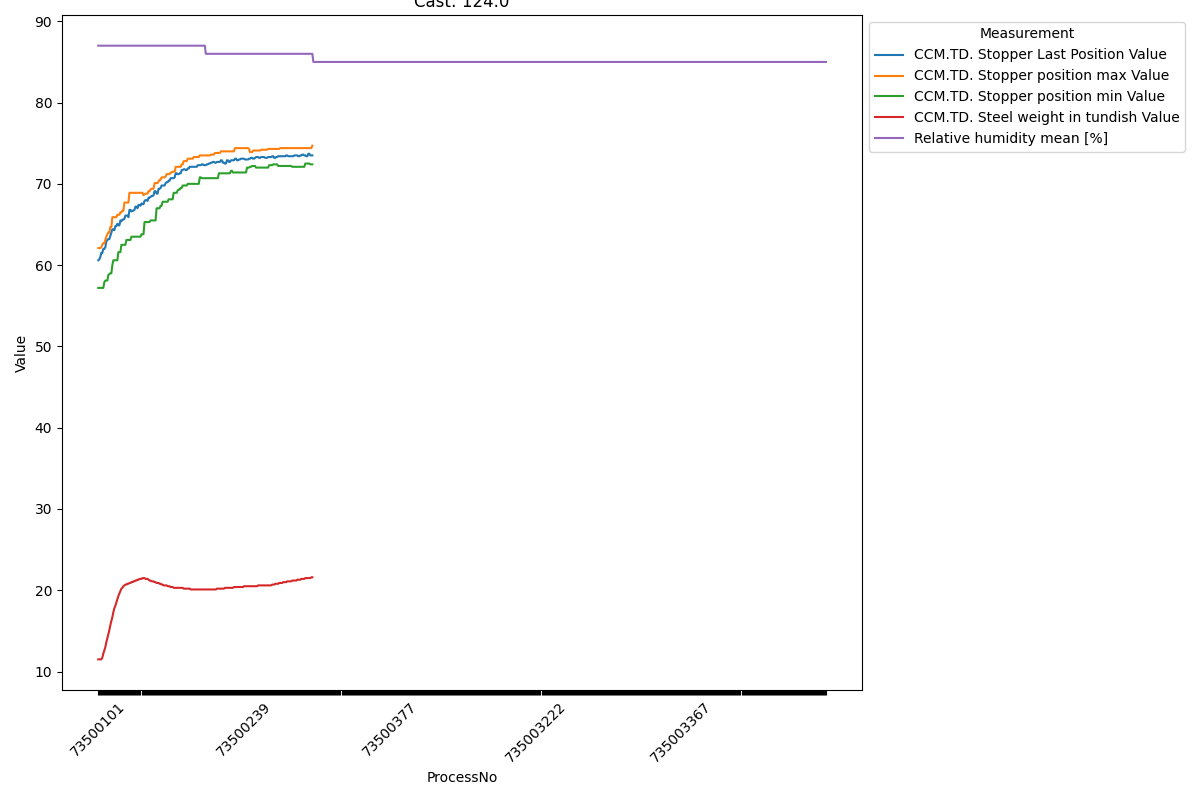 Cast: 124.0
90
80
70
60
50
40
30
20
10
Value
73500101
73500239
73500377
735003222
735003367
ProcessNo
Measurement
CCM.TD. Stopper Last Position Value
CCM.TD. Stopper position max Value
CCM.TD. Stopper position min Value
CCM.TD. Steel weight in tundish Value
Relative humidity mean [%]